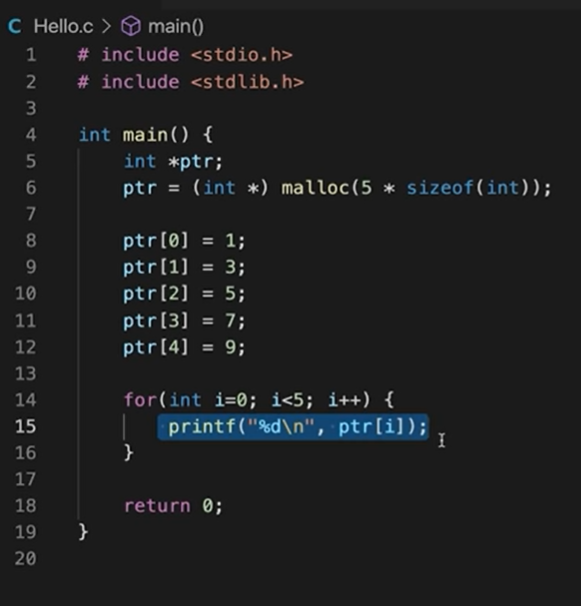 C Hello.c > main()
1 # include <stdio.h>
2 # include <stdlib.h>
3
4 int main() {
5 int *ptr;
6 ptr = (int *) malloc(5 * sizeof(int));
7
8 ptr[0] = 1;
9 ptr[1] = 3;
10 ptr[2] = 5;
11 ptr[3] = 7;
12 ptr[4] = 9;
13
14 for(int i=0; i<5; i++) {
15 printf("%d\n", ptr[i]);
16 }
17
18 return 0;
19 }
20